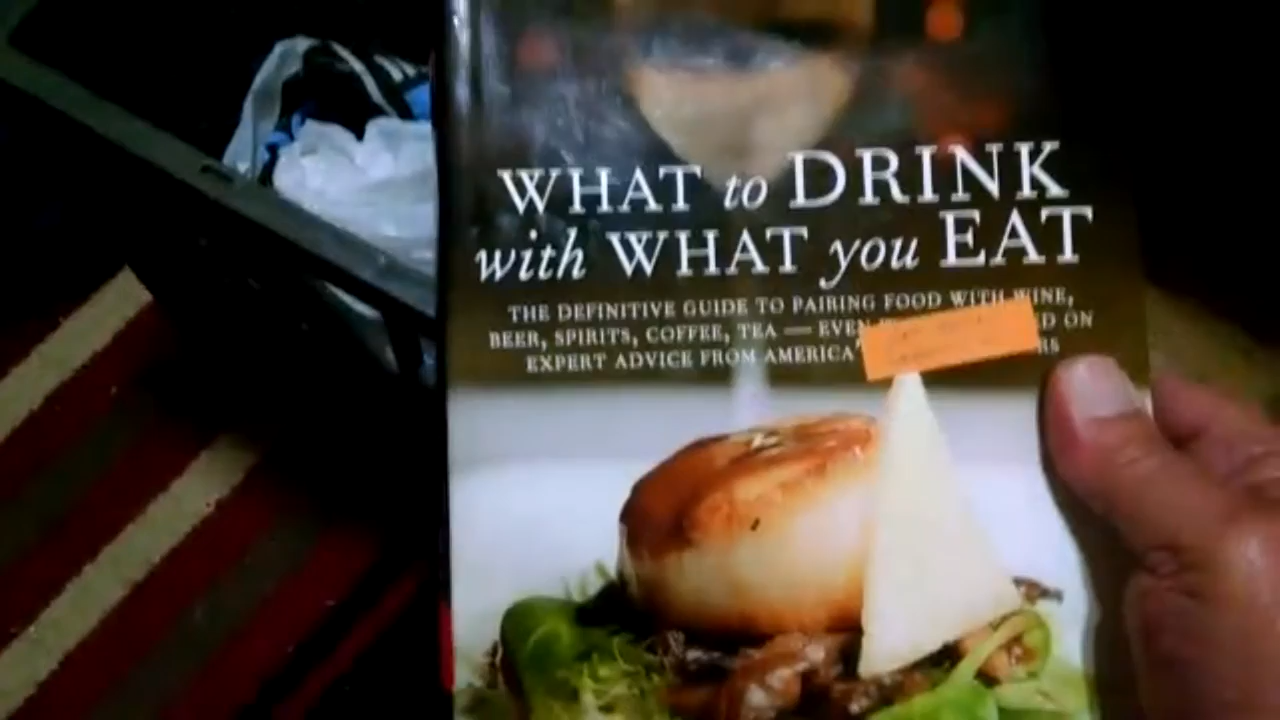 WHAT to DRINK
with WHAT you EAT
THE DEFINITIVE GUIDE TO PAIRING FOOD WITH WINE,
BEER, SPIRITS, COFFEE, TEA — EVEN ON
EXPERT ADVICE FROM AMERICA'